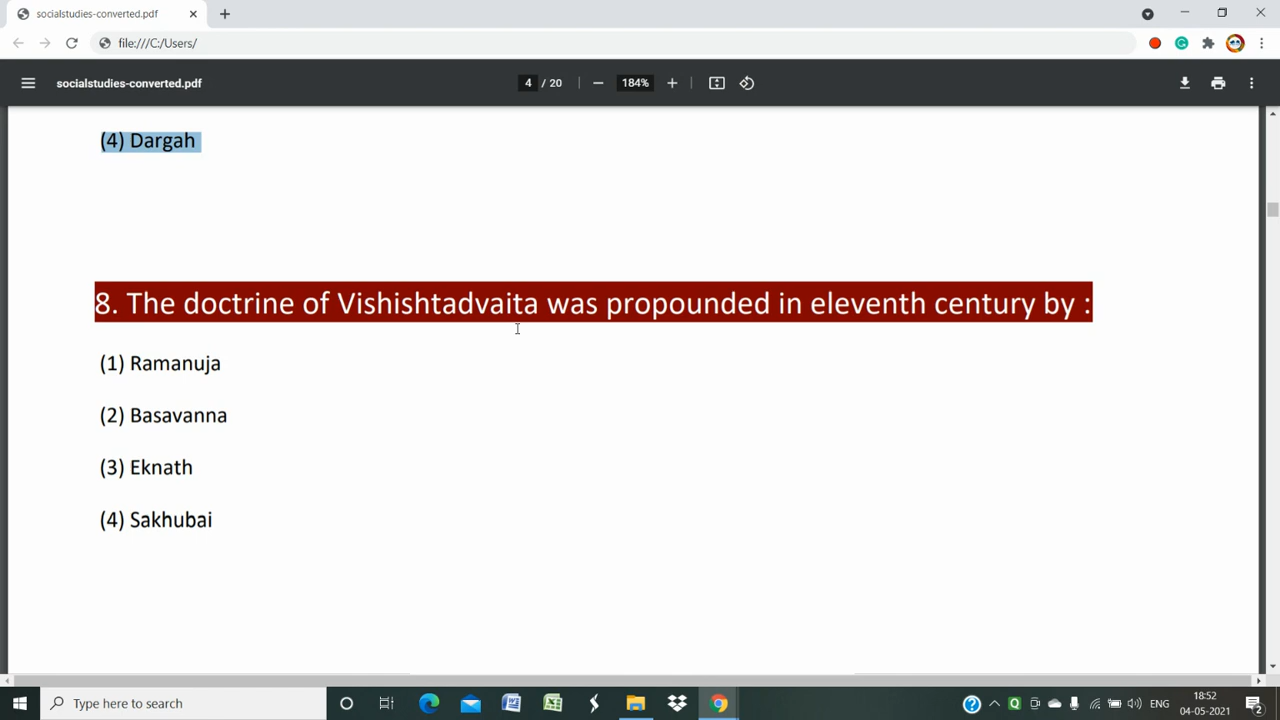 socialstudies-converted.pdf
file:///C:/Users/
socialstudies-converted.pdf
4 / 20
184%
(4) Dargah
8. The doctrine of Vishishtadvaita was propounded in eleventh century by :
(1) Ramanuja
(2) Basavanna
(3) Eknath
(4) Sakhubai
Type here to search
ENG
18:52
04-05-2021
2